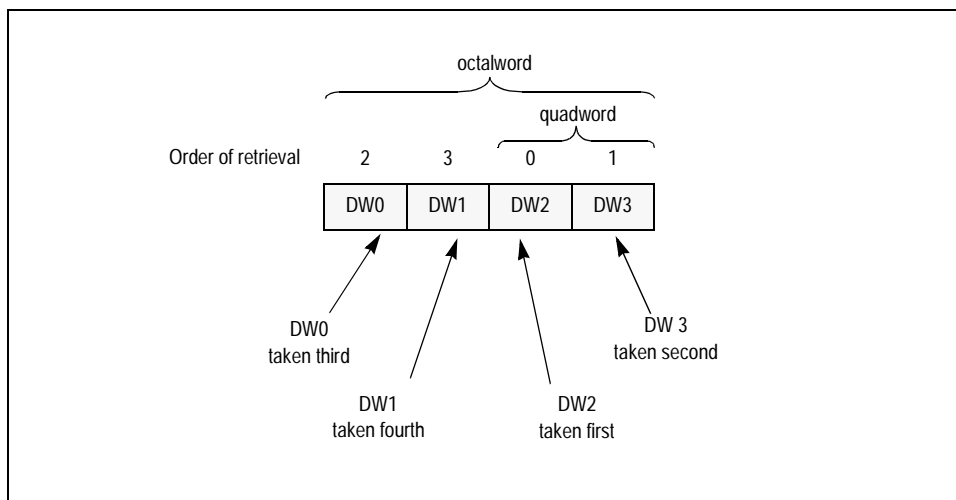 octalword
quadword
Order of retrieval 2 3 0 1
DW0 DW1 DW2 DW3
DW0
taken third
DW 3
taken second
DW1
taken fourth
DW2
taken first